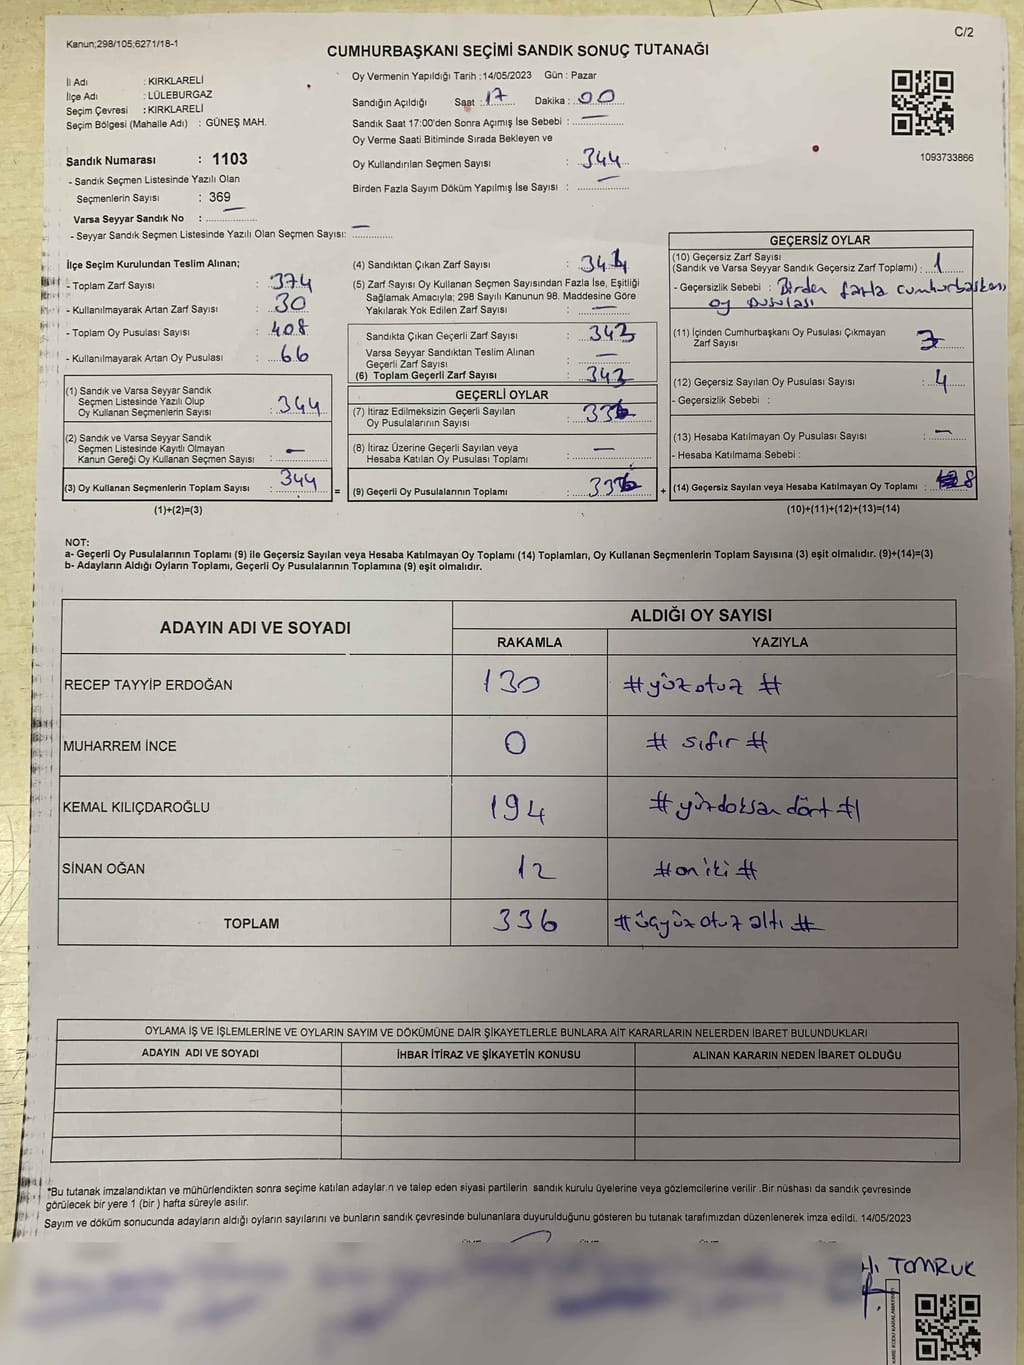 Kanun;298/105;6271/18-1
C/2
CUMHURBAŞKANI SEÇİMİ SANDIK SONUÇ TUTANAĞI
İl Adı : KIRKLARELİ
İlçe Adı : LÜLEBURGAZ
Seçim Çevresi : KIRKLARELİ
Seçim Bölgesi (Mahalle Adı) : GÜNEŞ MAH.
Sandık Numarası : 1103
- Sandık Seçmen Listesinde Yazılı Olan
Seçmenlerin Sayısı : 369
Varsa Seyyar Sandık No : —
- Seyyar Sandık Seçmen Listesinde Yazılı Olan Seçmen Sayısı: —
Oy Vermenin Yapıldığı Tarih :14/05/2023 Gün : Pazar
Sandığın Açıldığı Saat : 17 Dakika : 00
Sandık Saat 17:00'den Sonra Açımış İse Sebebi : —
Oy Verme Saati Bitiminde Sırada Bekleyen ve
Oy Kullandırılan Seçmen Sayısı : 344
Birden Fazla Sayım Döküm Yapılmış İse Sayısı : —
1093733866
İlçe Seçim Kurulundan Teslim Alınan;
- Toplam Zarf Sayısı : 374
- Kullanılmayarak Artan Zarf Sayısı : 30
- Toplam Oy Pusulası Sayısı : 408
- Kullanılmayarak Artan Oy Pusulası : 66
(1) Sandık ve Varsa Seyyar Sandık
Seçmen Listesinde Yazılı Olup
Oy Kullanan Seçmenlerin Sayısı : 344
(2) Sandık ve Varsa Seyyar Sandık
Seçmen Listesinde Kayıtlı Olmayan
Kanun Gereği Oy Kullanan Seçmen Sayısı : —
(3) Oy Kullanan Seçmenlerin Toplam Sayısı : 344
(1)+(2)=(3)
=
(4) Sandıktan Çıkan Zarf Sayısı : 344
(5) Zarf Sayısı Oy Kullanan Seçmen Sayısından Fazla İse, Eşitliği
Sağlamak Amacıyla; 298 Sayılı Kanunun 98. Maddesine Göre
Yakılarak Yok Edilen Zarf Sayısı : —
Sandıkta Çıkan Geçerli Zarf Sayısı : 343
Varsa Seyyar Sandıktan Teslim Alınan
Geçerli Zarf Sayısı : —
(6) Toplam Geçerli Zarf Sayısı : 343
GEÇERLİ OYLAR
(7) İtiraz Edilmeksizin Geçerli Sayılan
Oy Pusulalarının Sayısı : 336
(8) İtiraz Üzerine Geçerli Sayılan veya
Hesaba Katılan Oy Pusulası Toplamı : —
(9) Geçerli Oy Pusulalarının Toplamı : 336
+
GEÇERSİZ OYLAR
(10) Geçersiz Zarf Sayısı
(Sandık ve Varsa Seyyar Sandık Geçersiz Zarf Toplamı) : 1
- Geçersizlik Sebebi : Birden fazla cumhurbaşkanı
oy pusulası
(11) İçinden Cumhurbaşkanı Oy Pusulası Çıkmayan
Zarf Sayısı : 3
(12) Geçersiz Sayılan Oy Pusulası Sayısı : 4
- Geçersizlik Sebebi :
(13) Hesaba Katılmayan Oy Pusulası Sayısı : —
- Hesaba Katılmama Sebebi :
(14) Geçersiz Sayılan veya Hesaba Katılmayan Oy Toplamı : 8
(10)+(11)+(12)+(13)=(14)
NOT:
a- Geçerli Oy Pusulalarının Toplamı (9) ile Geçersiz Sayılan veya Hesaba Katılmayan Oy Toplamı (14) Toplamları, Oy Kullanan Seçmenlerin Toplam Sayısına (3) eşit olmalıdır. (9)+(14)=(3)
b- Adayların Aldığı Oyların Toplamı, Geçerli Oy Pusulalarının Toplamına (9) eşit olmalıdır.
ADAYIN ADI VE SOYADI ALDIĞI OY SAYISI
RAKAMLA YAZIYLA
RECEP TAYYİP ERDOĞAN 130 #yüzotuz #
MUHARREM İNCE 0 # sıfır #
KEMAL KILIÇDAROĞLU 194 #yüzdoksan dört #
SİNAN OĞAN 12 #on iki #
TOPLAM 336 #üçyüz otuz altı #
OYLAMA İŞ VE İŞLEMLERİNE VE OYLARIN SAYIM VE DÖKÜMÜNE DAİR ŞİKAYETLERLE BUNLARA AİT KARARLARIN NELERDEN İBARET BULUNDUKLARI
ADAYIN ADI VE SOYADI İHBAR İTİRAZ VE ŞİKAYETİN KONUSU ALINAN KARARIN NEDEN İBARET OLDUĞU
*Bu tutanak imzalandıktan ve mühürlendikten sonra seçime katılan adayların ve talep eden siyasi partilerin sandık kurulu üyelerine veya gözlemcilerine verilir .Bir nüshası da sandık çevresinde
görülecek bir yere 1 (bir ) hafta süreyle asılır.
Sayım ve döküm sonucunda adayların aldığı oyların sayılarını ve bunların sandık çevresinde bulunanlara duyurulduğunu gösteren bu tutanak tarafımızdan düzenlenerek imza edildi. 14/05/2023
TOMRUK